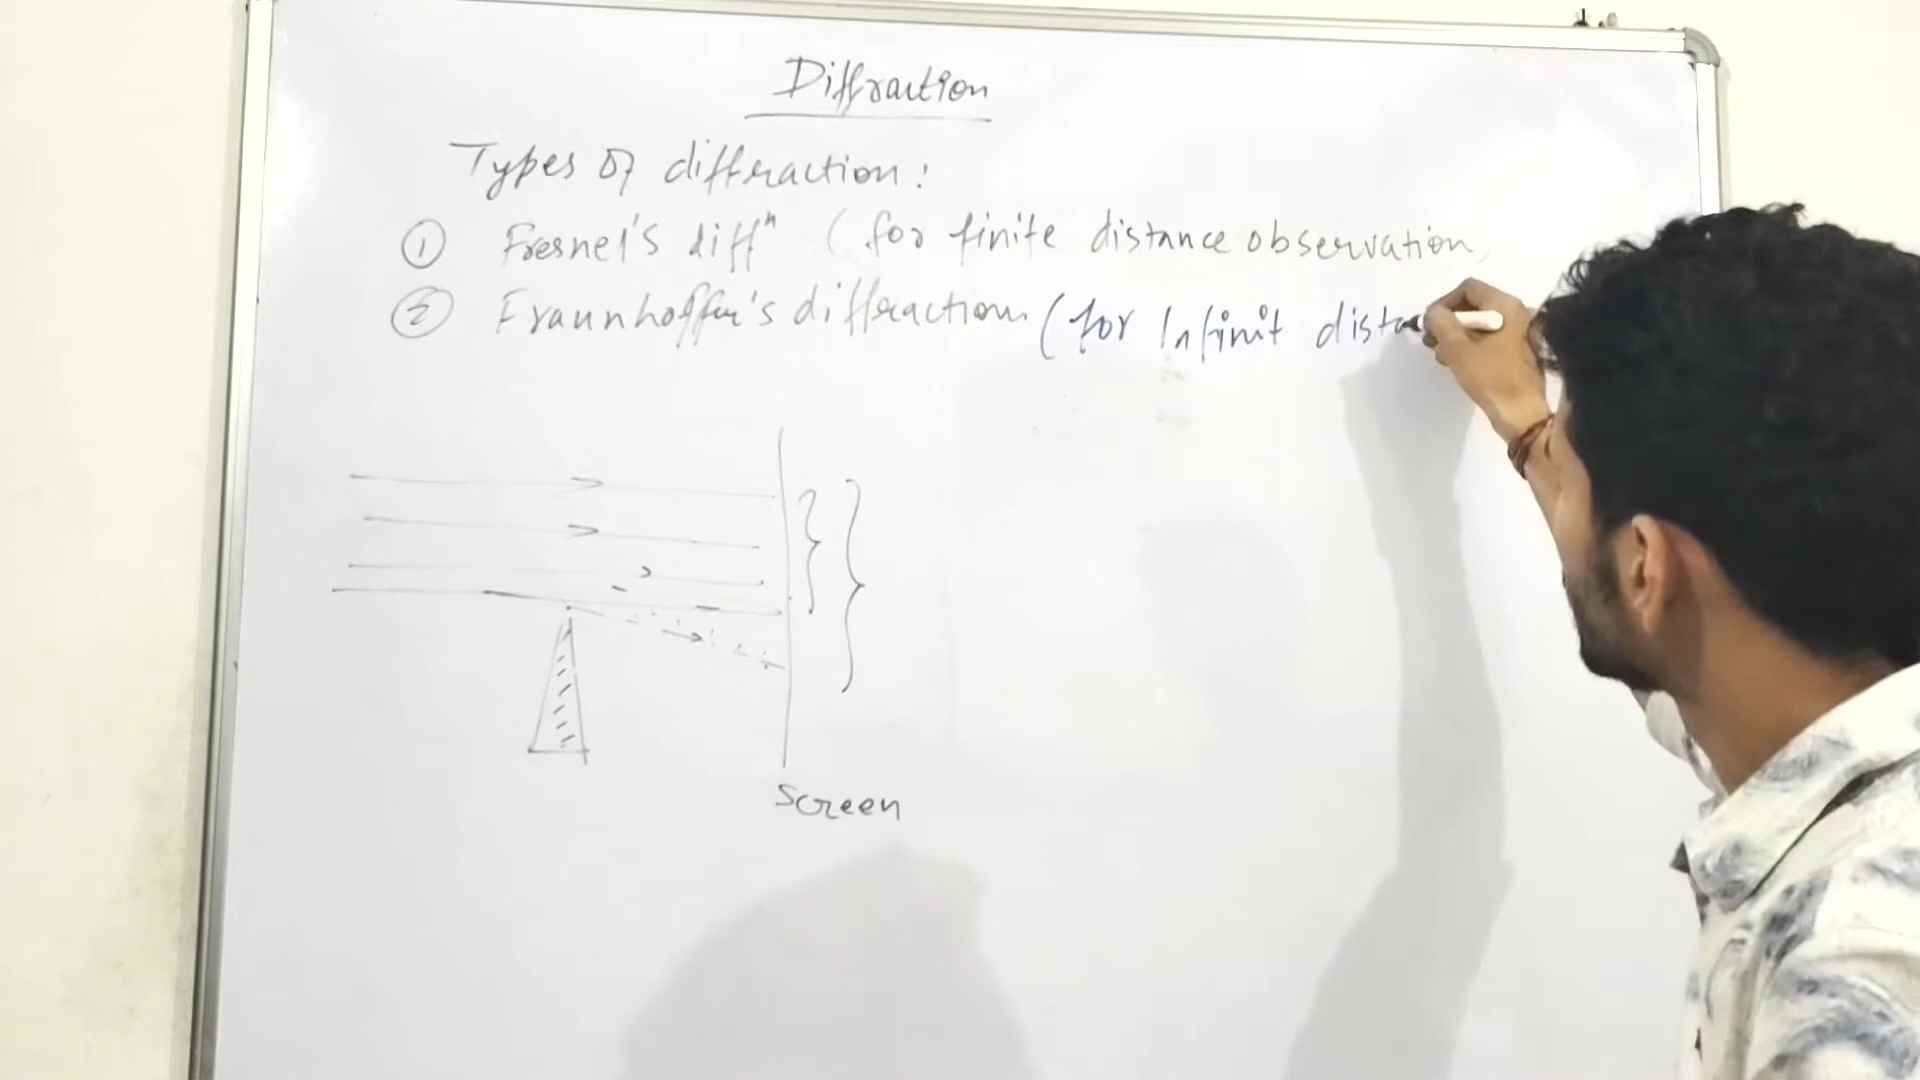 Diffraction
Types of diffraction:
① Fresnel's diffⁿ (for finite distance observation
② Fraunhoffer's diffraction (for Infinit dista
Screen